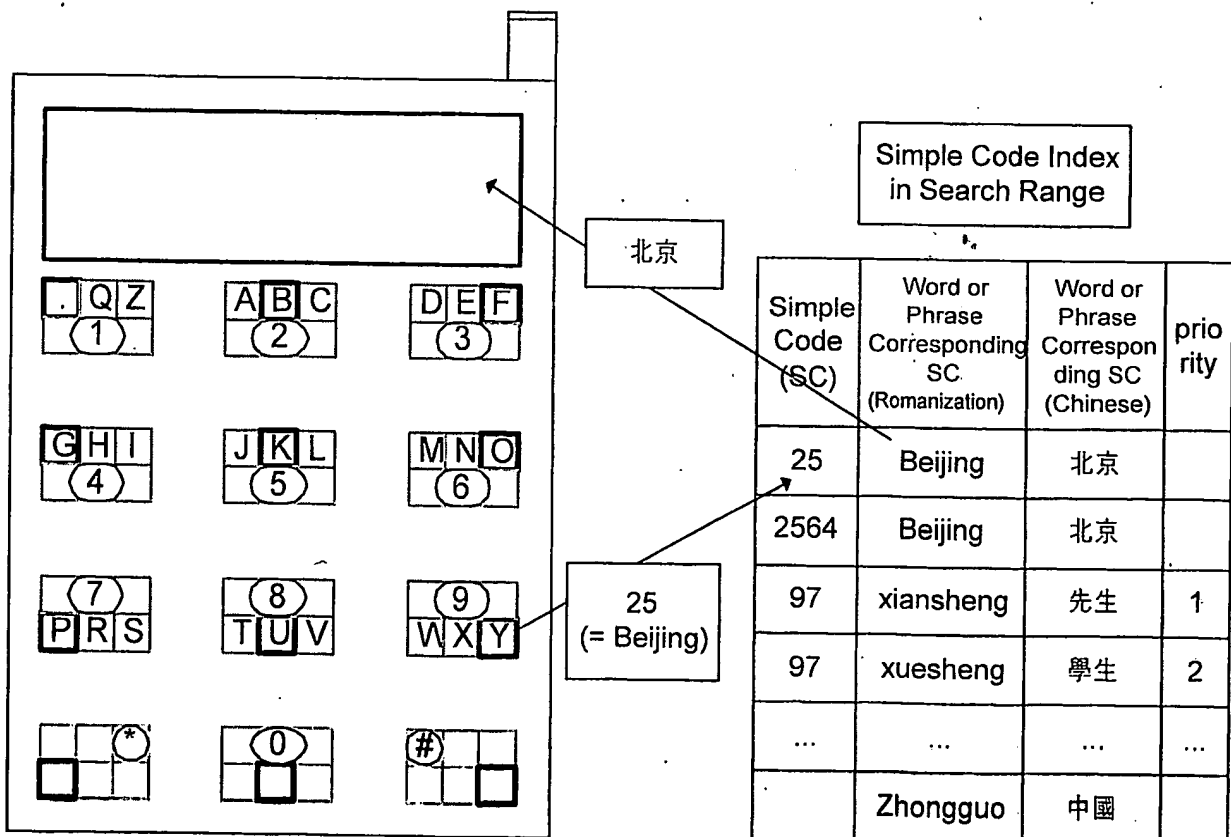 . Q Z
1
A B C
2
D E F
3
G H I
4
J K L
5
M N O
6
7
P R S
8
T U V
9
W X Y
*
0
#
北京
25
(= Beijing)
Simple Code Index
in Search Range
Simple
Code
(SC)
Word or
Phrase
Corresponding
SC.
(Romanization)
Word or
Phrase
Correspon
ding SC
(Chinese)
prio
rity
25 Beijing 北京
2564 Beijing 北京
97 xiansheng 先生 1
97 xuesheng 學生 2
... ... ... ...
Zhongguo 中國